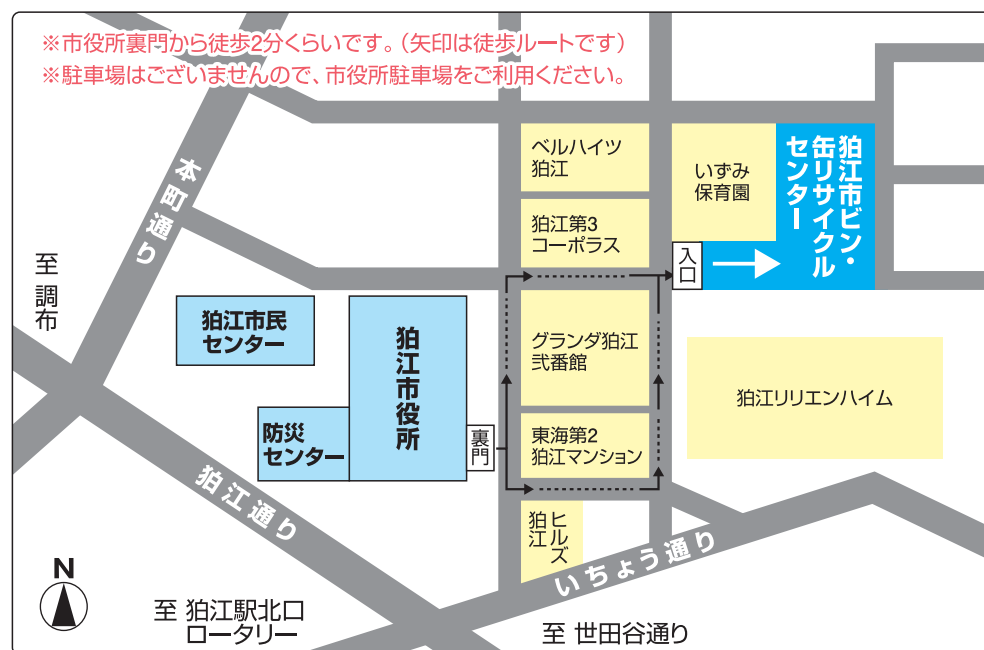 ※市役所裏門から徒歩2分くらいです。（矢印は徒歩ルートです）
※駐車場はございませんので、市役所駐車場をご利用ください。
本町通り
至 調布
ベルハイツ
狛江
狛江第3
コーポラス
いずみ
保育園
狛江市ビン・
缶リサイクル
センター
入口
狛江市民
センター
狛江市役所
防災
センター
裏門
グランダ狛江
弐番館
東海第2
狛江マンション
狛江リリエンハイム
ヒルズ
狛江
狛江通り
いちょう通り
N
至 狛江駅北口
ロータリー
至 世田谷通り